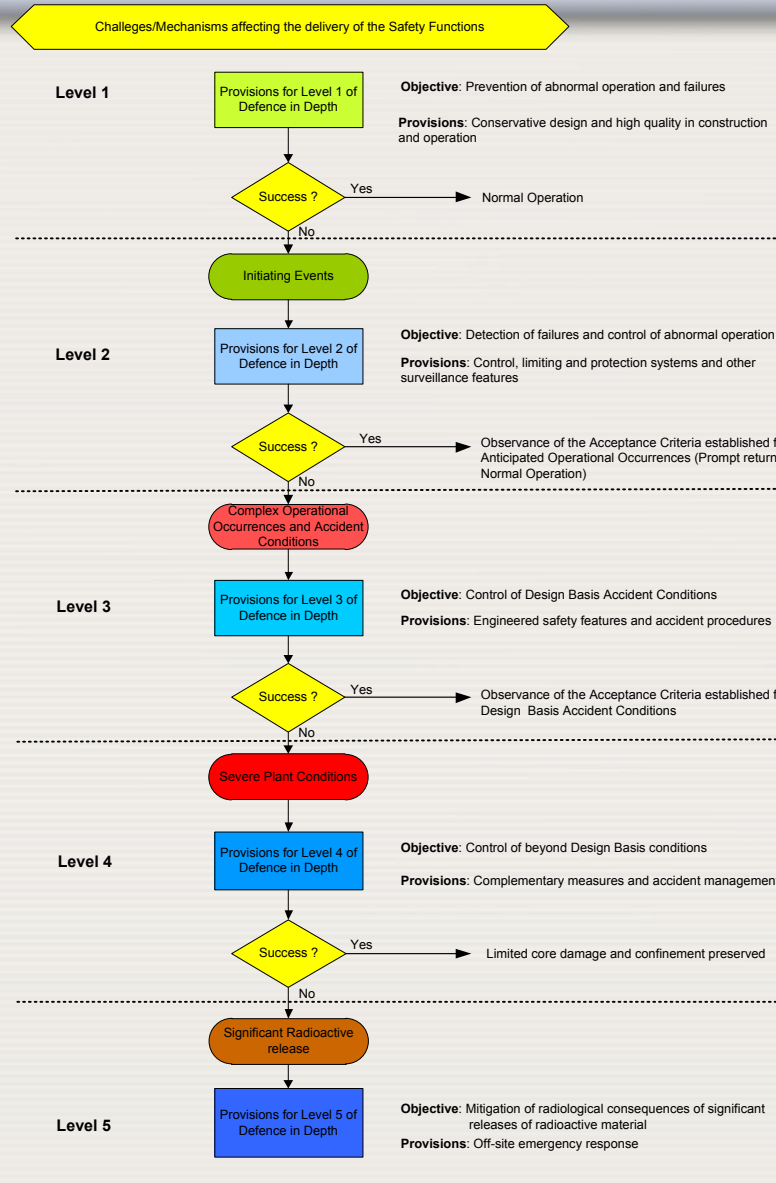 Challeges/Mechanisms affecting the delivery of the Safety Functions
Level 1
Provisions for Level 1 of
Defence in Depth
Objective: Prevention of abnormal operation and failures
Provisions: Conservative design and high quality in construction
and operation
Success ?
Yes
Normal Operation
No
Initiating Events
Level 2
Provisions for Level 2 of
Defence in Depth
Objective: Detection of failures and control of abnormal operation
Provisions: Control, limiting and protection systems and other
surveillance features
Success ?
Yes
Observance of the Acceptance Criteria established
Anticipated Operational Occurrences (Prompt return
Normal Operation)
No
Complex Operational
Occurrences and Accident
Conditions
Level 3
Provisions for Level 3 of
Defence in Depth
Objective: Control of Design Basis Accident Conditions
Provisions: Engineered safety features and accident procedures
Success ?
Yes
Observance of the Acceptance Criteria established
Design Basis Accident Conditions
No
Severe Plant Conditions
Level 4
Provisions for Level 4 of
Defence in Depth
Objective: Control of beyond Design Basis conditions
Provisions: Complementary measures and accident managemen
Success ?
Yes
Limited core damage and confinement preserved
No
Significant Radioactive
release
Level 5
Provisions for Level 5 of
Defence in Depth
Objective: Mitigation of radiological consequences of significant
releases of radioactive material
Provisions: Off-site emergency response